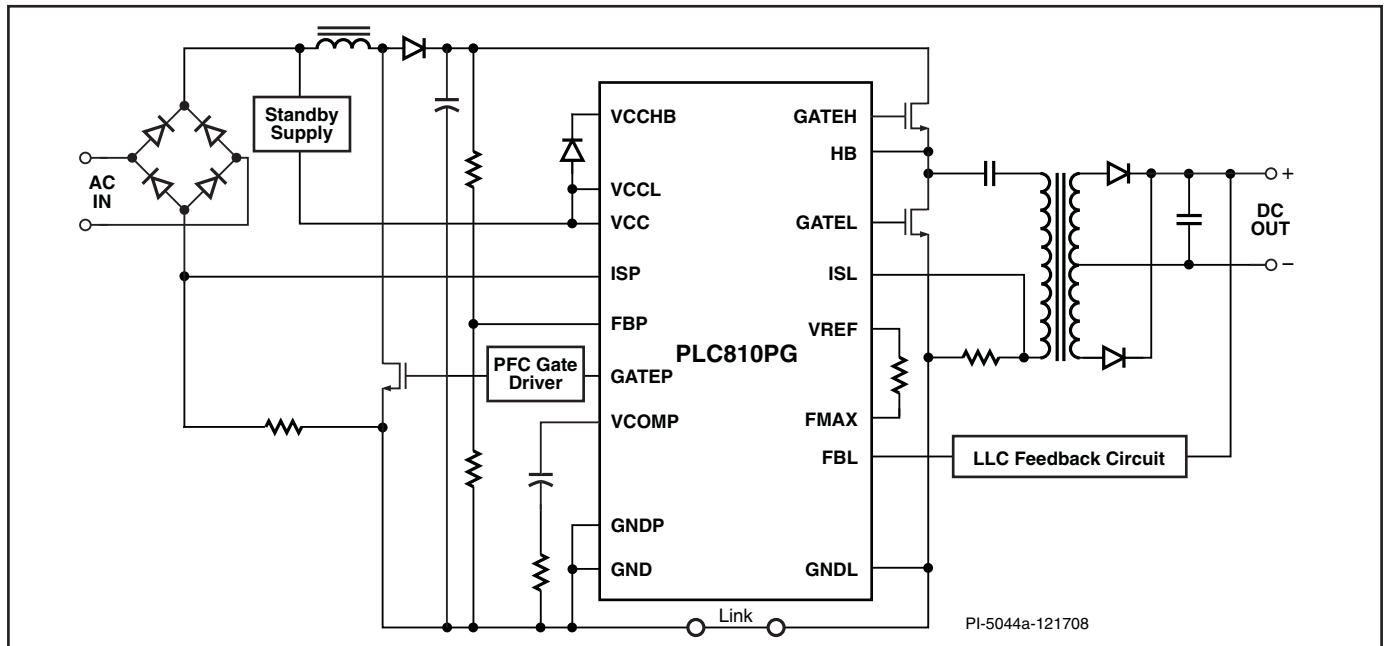 Standby
Supply
AC
IN
VCCHB
VCCL
VCC
ISP
FBP
PFC Gate
Driver
GATEP
VCOMP
GNDP
GND
PLC810PG
GATEH
HB
GATEL
ISL
VREF
FMAX
FBL
GNDL
LLC Feedback Circuit
+
DC
OUT
−
Link
PI-5044a-121708